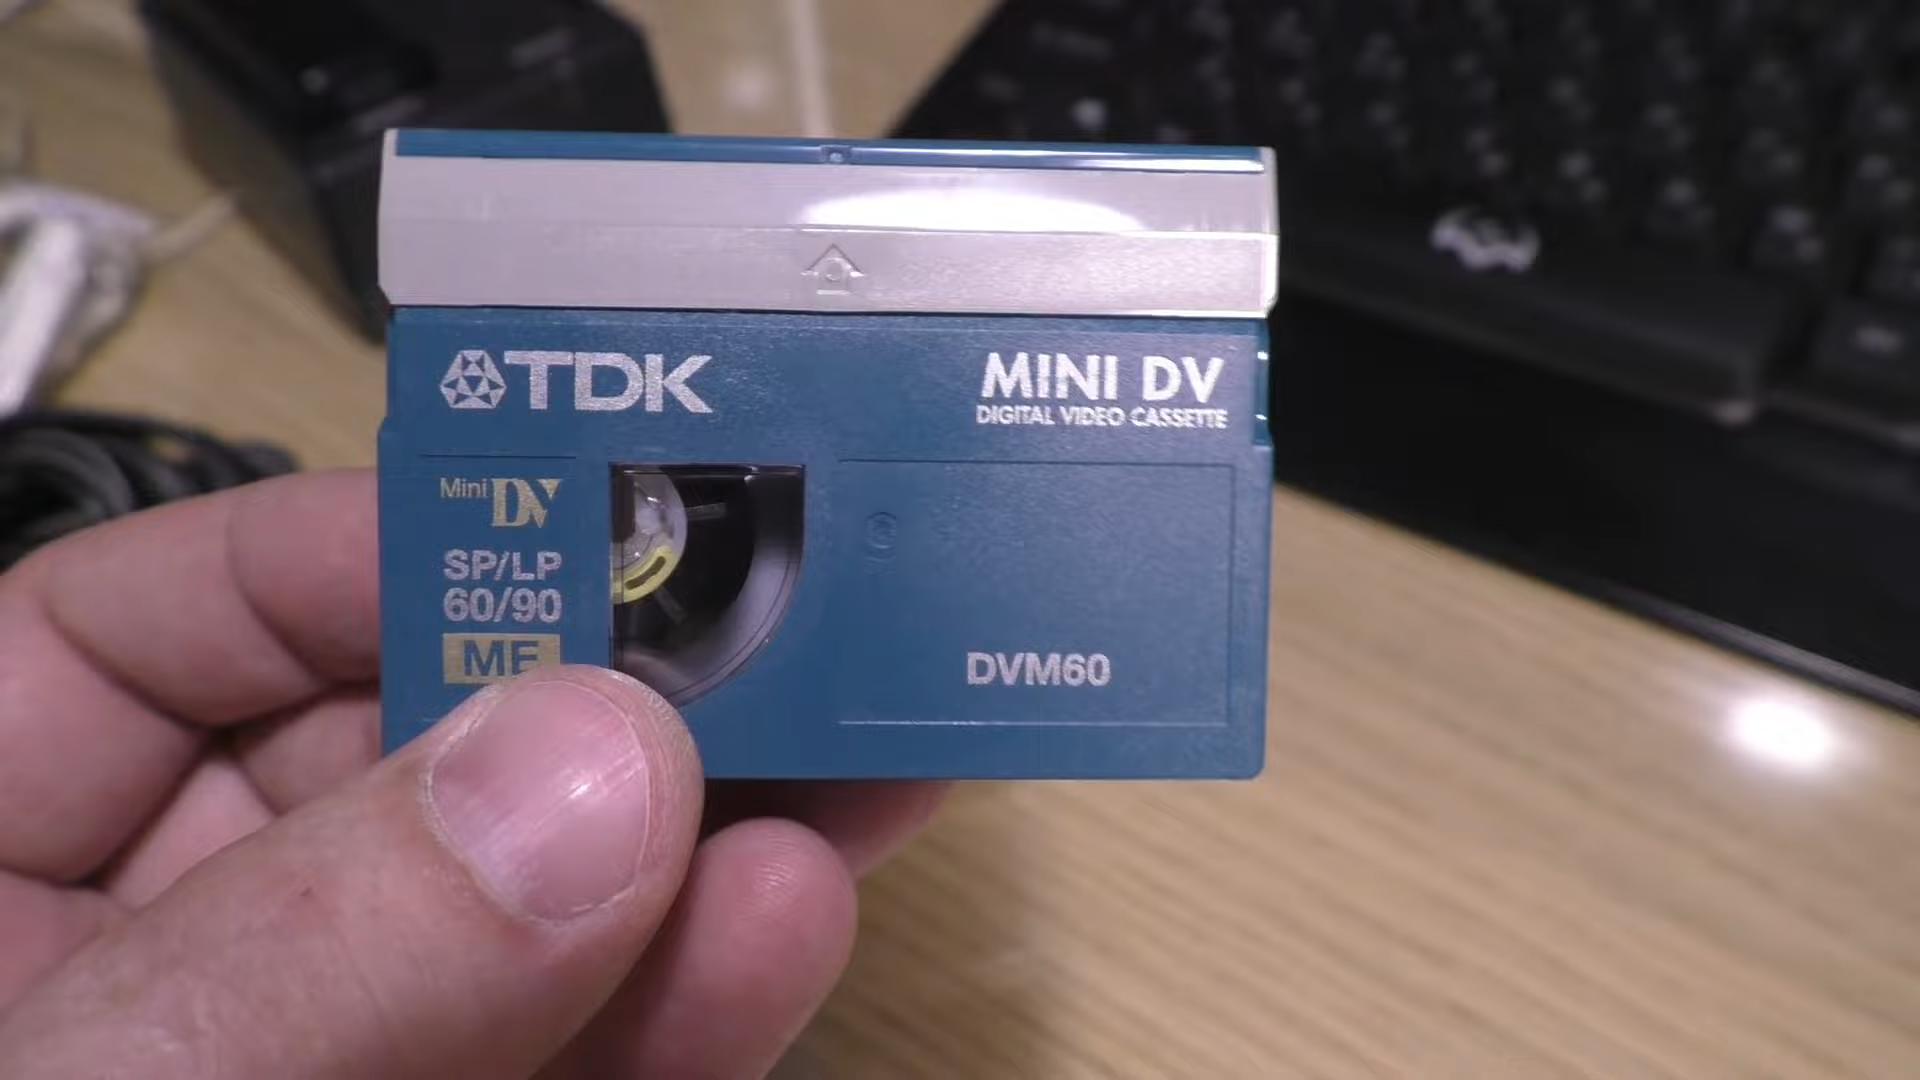 TDK
MINI DV
DIGITAL VIDEO CASSETTE
Mini DV
SP/LP
60/90
ME
DVM60